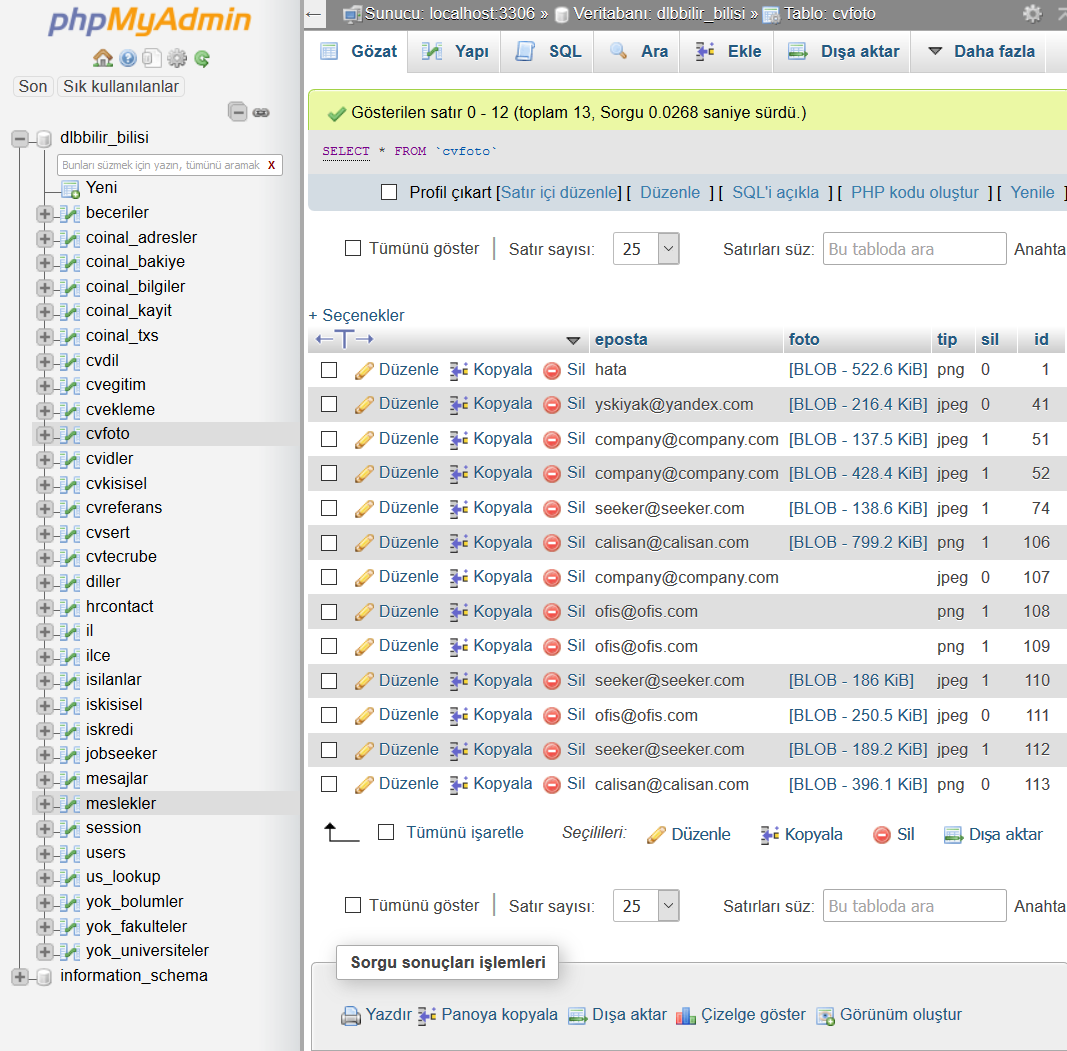 phpMyAdmin
Son Sık kullanılanlar
dlbbilir_bilisi
Bunları süzmek için yazın, tümünü aramak X
Yeni
beceriler
coinal_adresler
coinal_bakiye
coinal_bilgiler
coinal_kayit
coinal_txs
cvdil
cvegitim
cvekleme
cvfoto
cvidler
cvkisisel
cvreferans
cvsert
cvtecrube
diller
hrcontact
il
ilce
isilanlar
iskisisel
iskredi
jobseeker
mesajlar
meslekler
session
users
us_lookup
yok_bolumler
yok_fakulteler
yok_universiteler
information_schema
Sunucu: localhost:3306 » Veritabanı: dlbbilir_bilisi » Tablo: cvfoto
Gözat Yapı SQL Ara Ekle Dışa aktar Daha fazla
Gösterilen satır 0 - 12 (toplam 13, Sorgu 0.0268 saniye sürdü.)
SELECT * FROM `cvfoto`
Profil çıkart [Satır içi düzenle] [ Düzenle ] [ SQL'i açıkla ] [ PHP kodu oluştur ] [ Yenile ]
Tümünü göster | Satır sayısı: 25 Satırları süz: Bu tabloda ara Anahta
+ Seçenekler
←T→ eposta foto tip sil id
Düzenle Kopyala Sil hata [BLOB - 522.6 KiB] png 0 1
Düzenle Kopyala Sil yskiyak@yandex.com [BLOB - 216.4 KiB] jpeg 0 41
Düzenle Kopyala Sil company@company.com [BLOB - 137.5 KiB] jpeg 1 51
Düzenle Kopyala Sil company@company.com [BLOB - 428.4 KiB] jpeg 1 52
Düzenle Kopyala Sil seeker@seeker.com [BLOB - 138.6 KiB] jpeg 1 74
Düzenle Kopyala Sil calisan@calisan.com [BLOB - 799.2 KiB] png 1 106
Düzenle Kopyala Sil company@company.com jpeg 0 107
Düzenle Kopyala Sil ofis@ofis.com png 1 108
Düzenle Kopyala Sil ofis@ofis.com png 1 109
Düzenle Kopyala Sil seeker@seeker.com [BLOB - 186 KiB] jpeg 1 110
Düzenle Kopyala Sil ofis@ofis.com [BLOB - 250.5 KiB] jpeg 0 111
Düzenle Kopyala Sil seeker@seeker.com [BLOB - 189.2 KiB] jpeg 1 112
Düzenle Kopyala Sil calisan@calisan.com [BLOB - 396.1 KiB] png 0 113
Tümünü işaretle Seçilileri: Düzenle Kopyala Sil Dışa aktar
Tümünü göster | Satır sayısı: 25 Satırları süz: Bu tabloda ara Anahta
Sorgu sonuçları işlemleri
Yazdır Panoya kopyala Dışa aktar Çizelge göster Görünüm oluştur